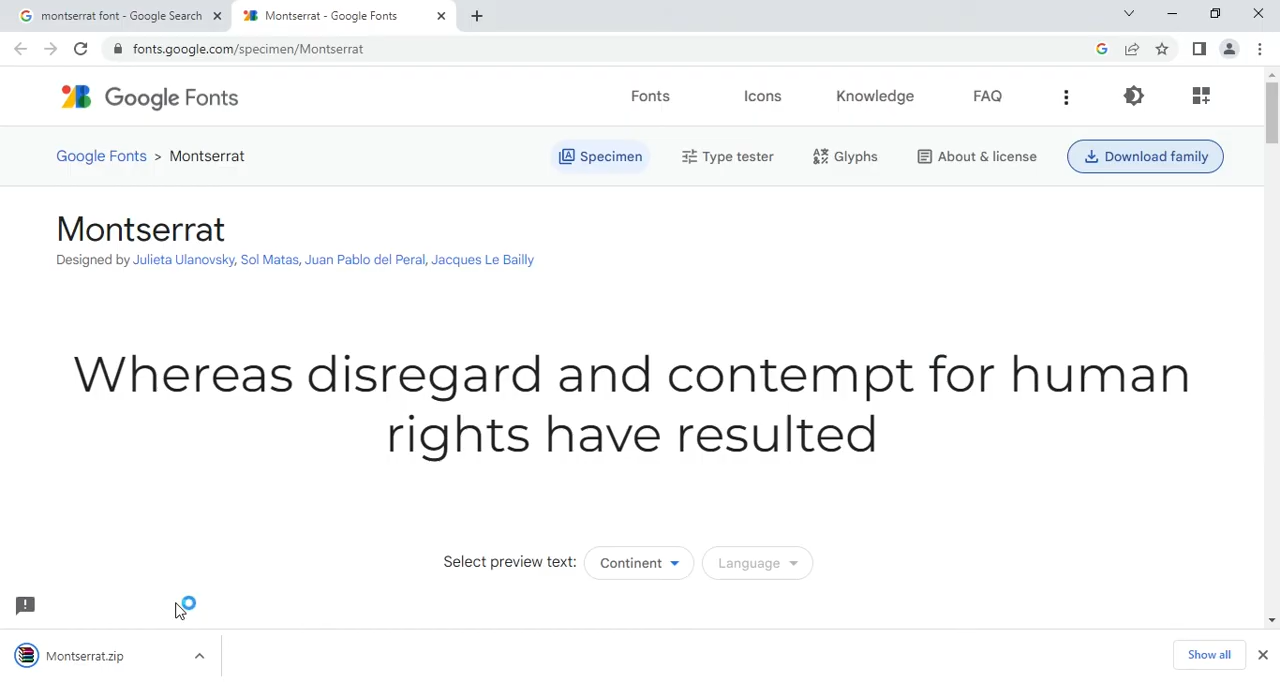 montserrat font - Google Search
Montserrat - Google Fonts
fonts.google.com/specimen/Montserrat
Google Fonts
Fonts
Icons
Knowledge
FAQ
Google Fonts > Montserrat
Specimen
Type tester
Glyphs
About & license
Download family
Montserrat
Designed by Julieta Ulanovsky, Sol Matas, Juan Pablo del Peral, Jacques Le Bailly
Whereas disregard and contempt for human
rights have resulted
Select preview text:
Continent
Language
Montserrat.zip
Show all